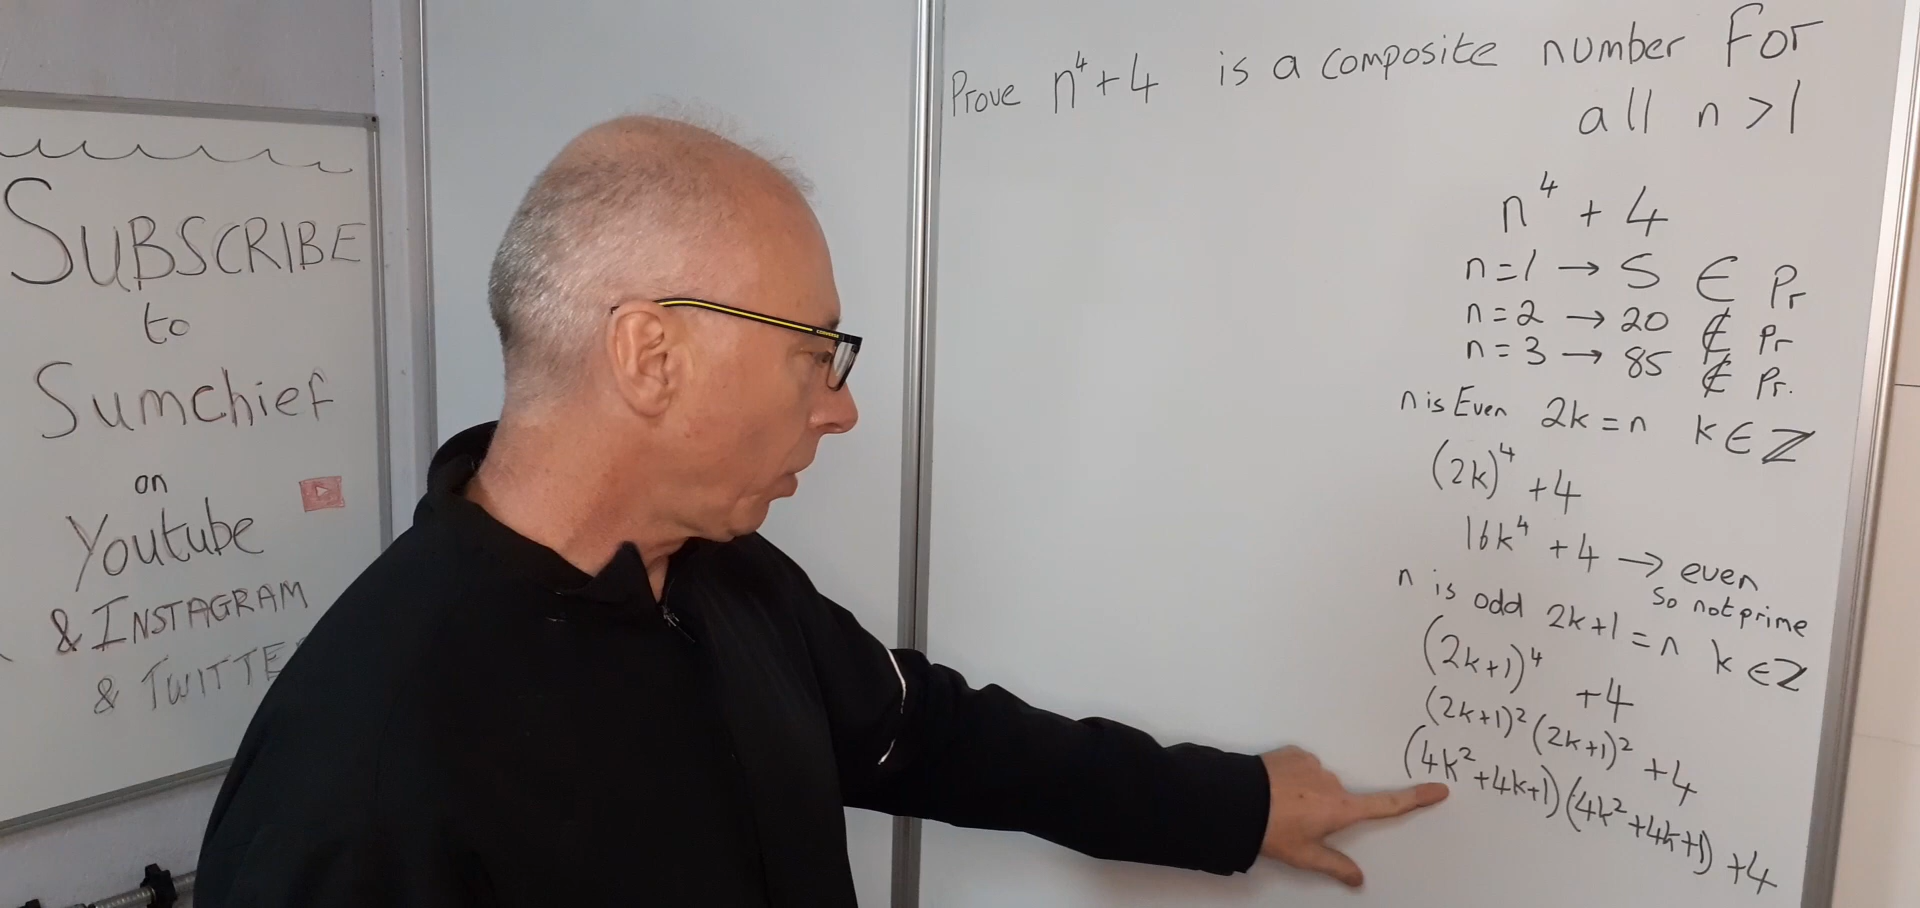 SUBSCRIBE
to
Sumchief
on
Youtube
& INSTAGRAM
& TWITTE
Prove n⁴+4 is a composite number For
all n >1
n⁴ + 4
n=1 → 5 ∈ Pr
n=2 → 20 ∉ Pr
n=3 → 85 ∉ Pr.
n is Even 2k = n k ∈ ℤ
(2k)⁴ +4
16k⁴ +4 → even
so not prime
n is odd 2k+1 = n k ∈ ℤ
(2k+1)⁴ +4
(2k+1)² (2k+1)² +4
(4k²+4k+1)(4k²+4k+1) +4
CONVERSE